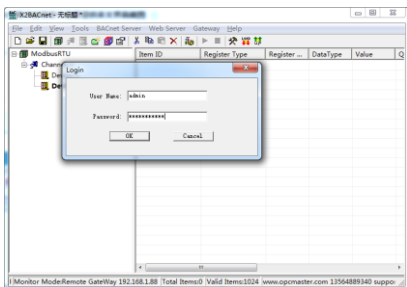 X2BACnet - 无标题 *
File Edit View Tools BACnet Server Web Server Gateway Help
ModbusRTU
Item ID Register Type Register ... DataType Value Q
Login
User Name: admin
Password: ***********
OK Cancel
Monitor Mode:Remote GateWay 192.168.1.88 Total Items:0 Valid Items:1024 www.opcmaster.com 13564889340 suppo